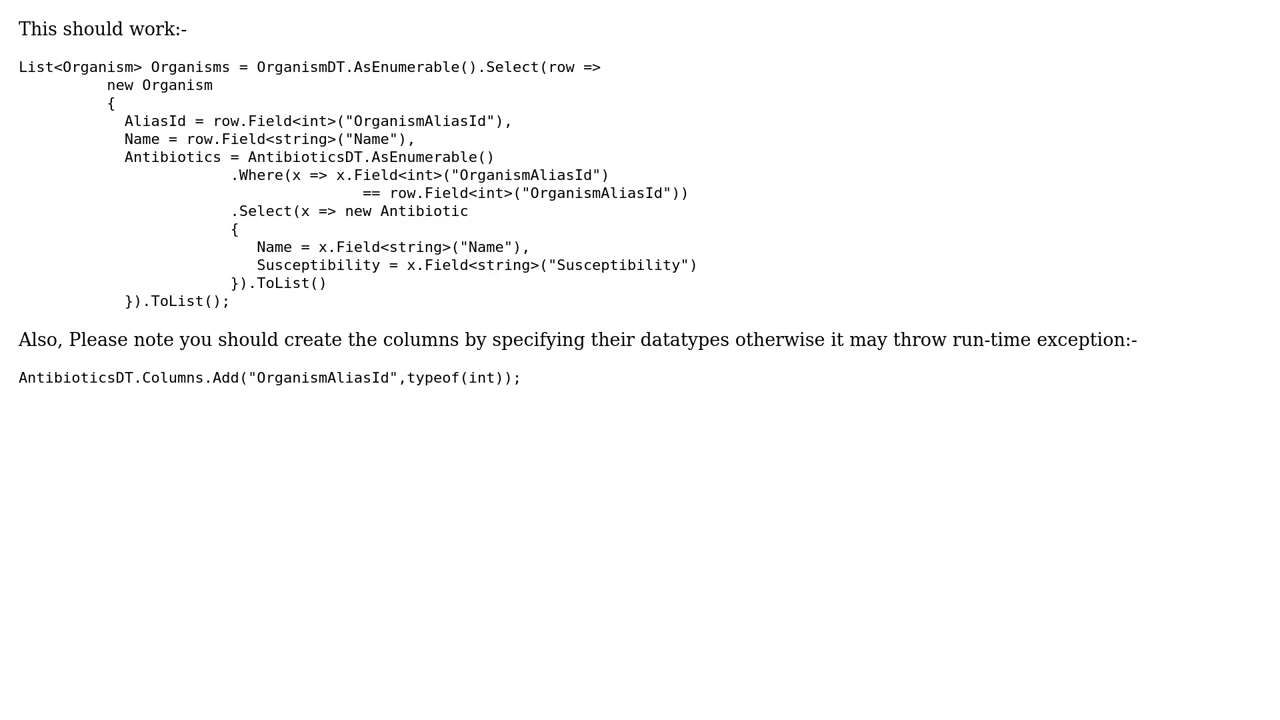 This should work:-
List<Organism> Organisms = OrganismDT.AsEnumerable().Select(row =>
          new Organism
          {
            AliasId = row.Field<int>("OrganismAliasId"),
            Name = row.Field<string>("Name"),
            Antibiotics = AntibioticsDT.AsEnumerable()
                        .Where(x => x.Field<int>("OrganismAliasId")
                                       == row.Field<int>("OrganismAliasId"))
                        .Select(x => new Antibiotic
                        {
                           Name = x.Field<string>("Name"),
                           Susceptibility = x.Field<string>("Susceptibility")
                        }).ToList()
            }).ToList();
Also, Please note you should create the columns by specifying their datatypes otherwise it may throw run-time exception:-
AntibioticsDT.Columns.Add("OrganismAliasId",typeof(int));